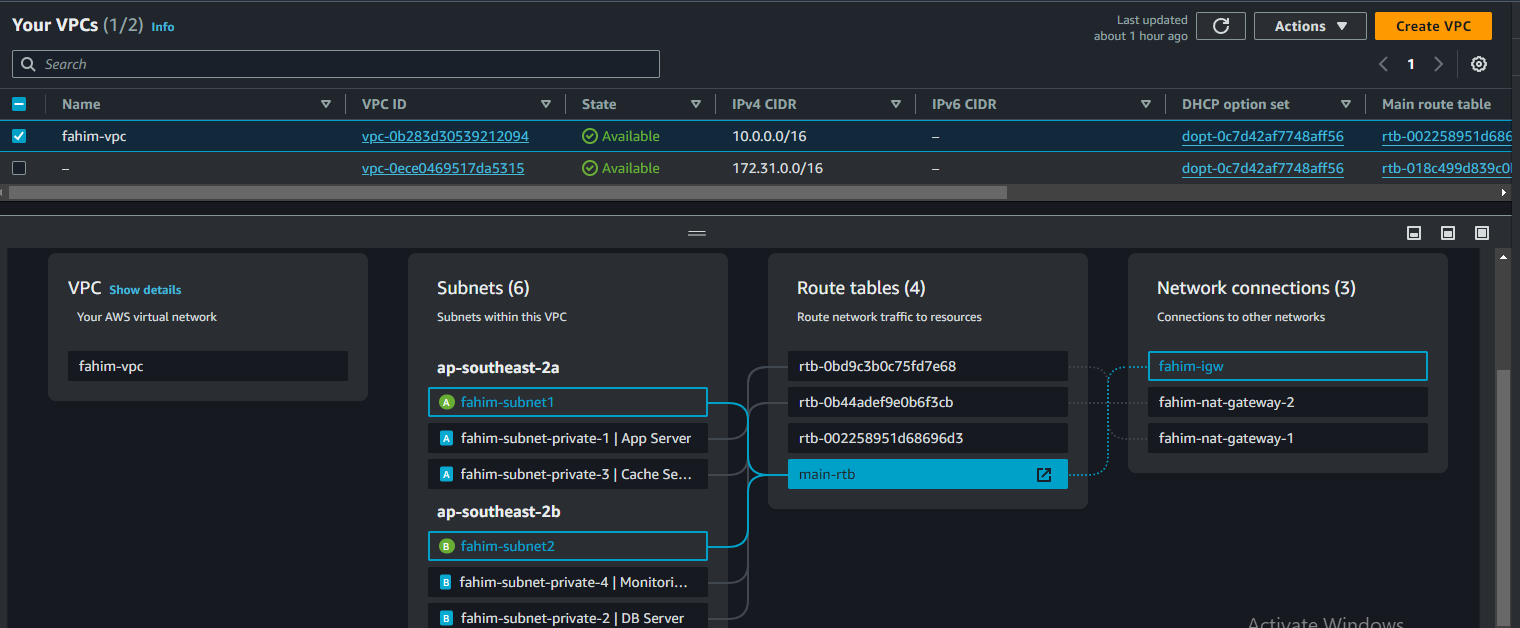 Your VPCs (1/2) Info
Last updated
about 1 hour ago
Actions
Create VPC
Search
1
Name VPC ID State IPv4 CIDR IPv6 CIDR DHCP option set Main route table
fahim-vpc vpc-0b283d30539212094 Available 10.0.0.0/16 – dopt-0c7d42af7748aff56 rtb-002258951d686
– vpc-0ece0469517da5315 Available 172.31.0.0/16 – dopt-0c7d42af7748aff56 rtb-018c499d839c0
VPC Show details
Your AWS virtual network
fahim-vpc
Subnets (6)
Subnets within this VPC
ap-southeast-2a
A fahim-subnet1
A fahim-subnet-private-1 | App Server
A fahim-subnet-private-3 | Cache Se...
ap-southeast-2b
B fahim-subnet2
B fahim-subnet-private-4 | Monitori...
B fahim-subnet-private-2 | DB Server
Route tables (4)
Route network traffic to resources
rtb-0bd9c3b0c75fd7e68
rtb-0b44adef9e0b6f3cb
rtb-002258951d68696d3
main-rtb
Network connections (3)
Connections to other networks
fahim-igw
fahim-nat-gateway-2
fahim-nat-gateway-1
Activate Windows